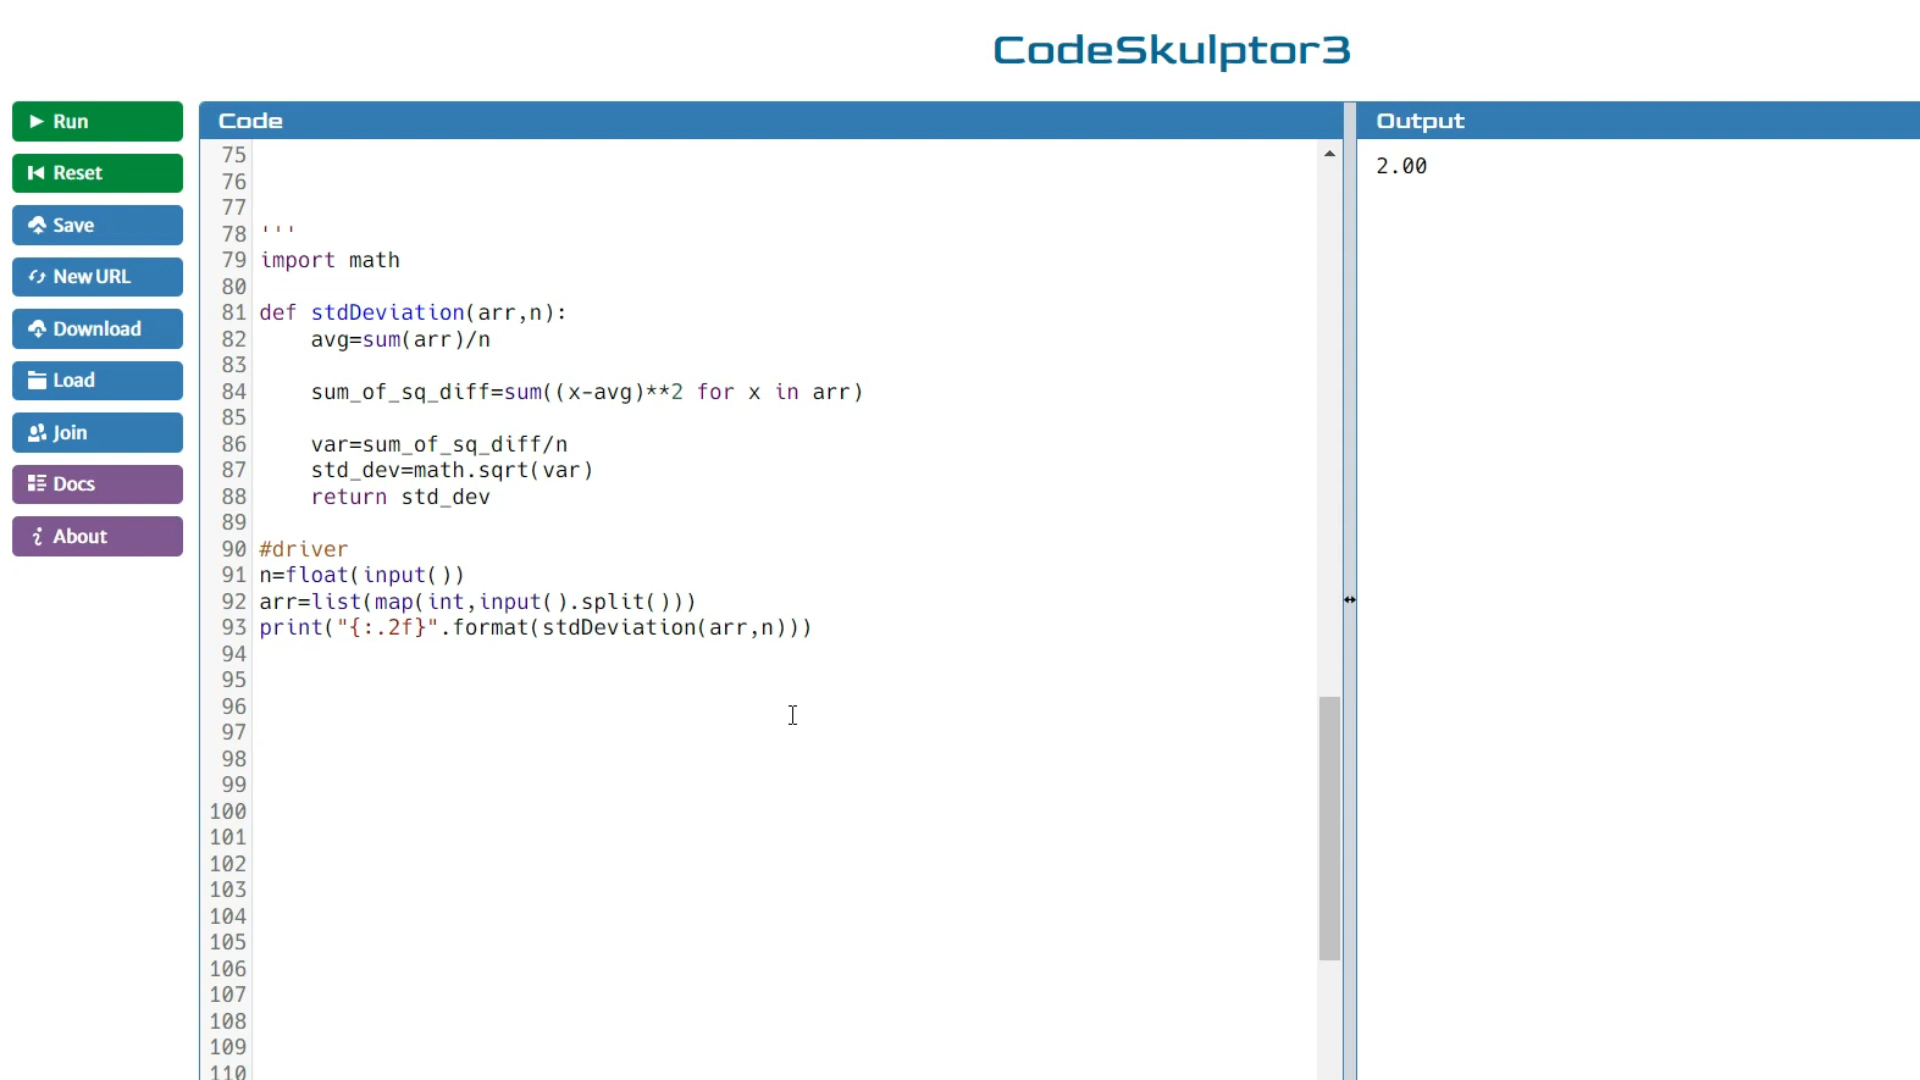 CodeSkulptor3
Run
Reset
Save
New URL
Download
Load
Join
Docs
About
Code
75
76
77
78 '''
79 import math
80
81 def stdDeviation(arr,n):
82     avg=sum(arr)/n
83
84     sum_of_sq_diff=sum((x-avg)**2 for x in arr)
85
86     var=sum_of_sq_diff/n
87     std_dev=math.sqrt(var)
88     return std_dev
89
90 #driver
91 n=float(input())
92 arr=list(map(int,input().split()))
93 print("{:.2f}".format(stdDeviation(arr,n)))
94
95
96
97
98
99
100
101
102
103
104
105
106
107
108
109
110
Output
2.00